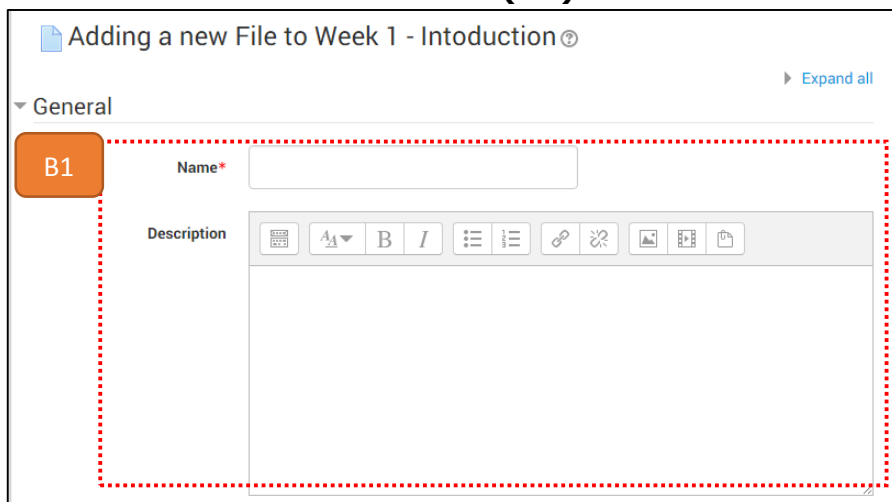 Adding a new File to Week 1 - Intoduction
Expand all
General
B1
Name*
Description